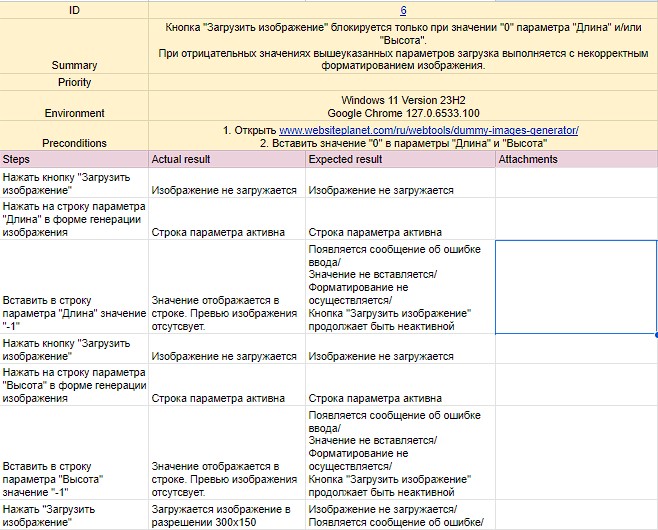 ID
6
Summary
Кнопка "Загрузить изображение" блокируется только при значении "0" параметра "Длина" и/или
"Высота".
При отрицательных значениях вышеуказанных параметров загрузка выполняется с некорректным
форматированием изображения.
Priority
Environment
Windows 11 Version 23H2
Google Chrome 127.0.6533.100
Preconditions
1. Открыть www.websiteplanet.com/ru/webtools/dummy-images-generator/
2. Вставить значение "0" в параметры "Длина" и "Высота"
Steps
Actual result
Expected result
Attachments
Нажать кнопку "Загрузить
изображение"
Изображение не загружается
Изображение не загружается
Нажать на строку параметра
"Длина" в форме генерации
изображения
Строка параметра активна
Строка параметра активна
Вставить в строку
параметра "Длина" значение
"-1"
Значение отображается в
строке. Превью изображения
отсутсвует.
Появляется сообщение об ошибке
ввода/
Значение не вставляется/
Форматирование не
осуществляется/
Кнопка "Загрузить изображение"
продолжает быть неактивной
Нажать кнопку "Загрузить
изображение"
Изображение не загружается
Изображение не загружается
Нажать на строку параметра
"Высота" в форме генерации
изображения
Строка параметра активна
Строка параметра активна
Вставить в строку
параметра "Высота"
значение "-1"
Значение отображается в
строке. Превью изображения
отсутсвует.
Появляется сообщение об ошибке
ввода/
Значение не вставляется/
Форматирование не
осуществляется/
Кнопка "Загрузить изображение"
продолжает быть неактивной
Нажать "Загрузить
изображение"
Загружается изображение в
разрешении 300x150
Изображение не загружается/
Появляется сообщение об ошибке/